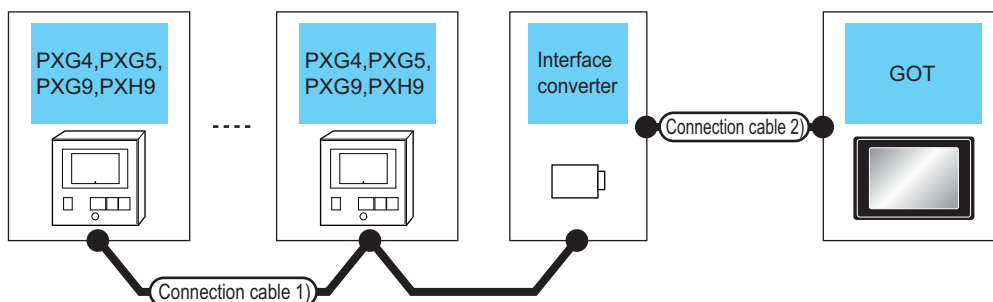 PXG4,PXG5,
PXG9,PXH9
PXG4,PXG5,
PXG9,PXH9
Interface
converter
GOT
Connection cable 2)
Connection cable 1)